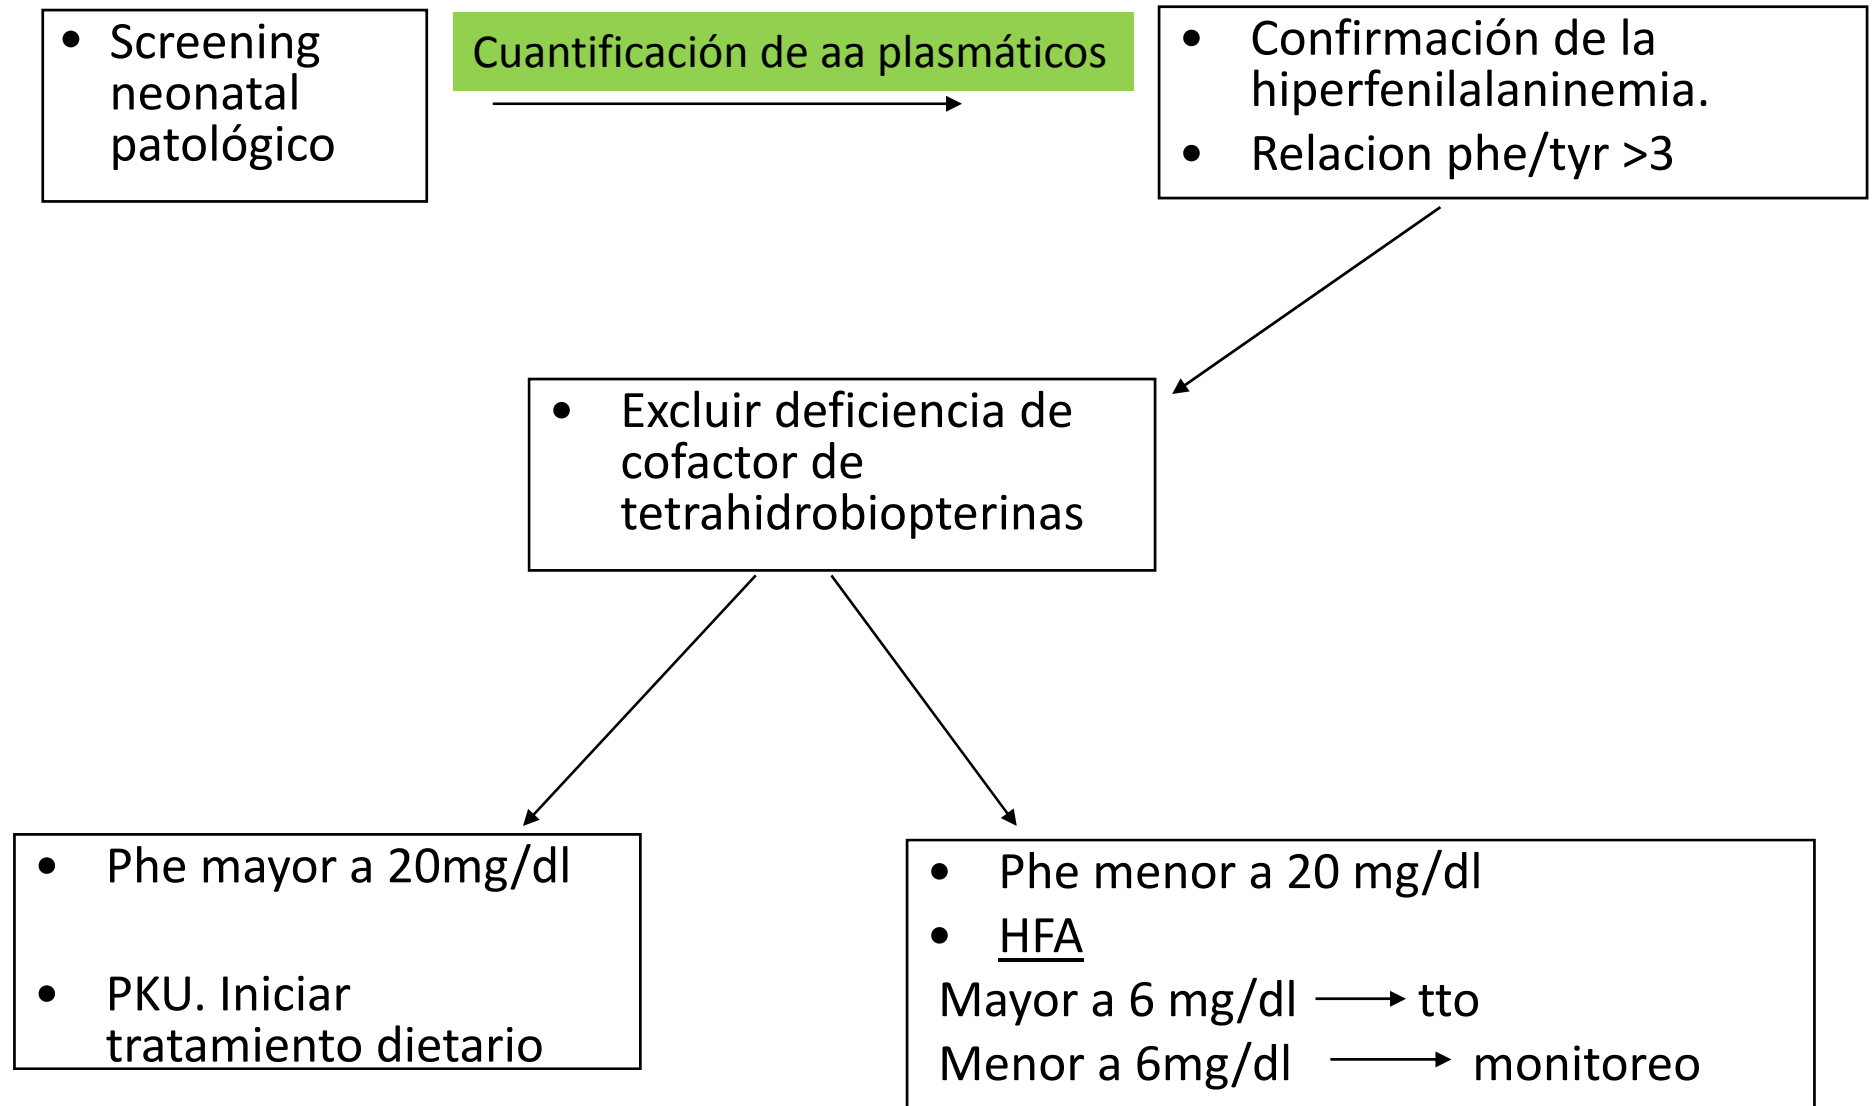 • Screening
neonatal
patológico
Cuantificación de aa plasmáticos
• Confirmación de la
hiperfenilalaninemia.
• Relacion phe/tyr >3
• Excluir deficiencia de
cofactor de
tetrahidrobiopterinas
• Phe mayor a 20mg/dl
• PKU. Iniciar
tratamiento dietario
• Phe menor a 20 mg/dl
• HFA
Mayor a 6 mg/dl → tto
Menor a 6mg/dl → monitoreo